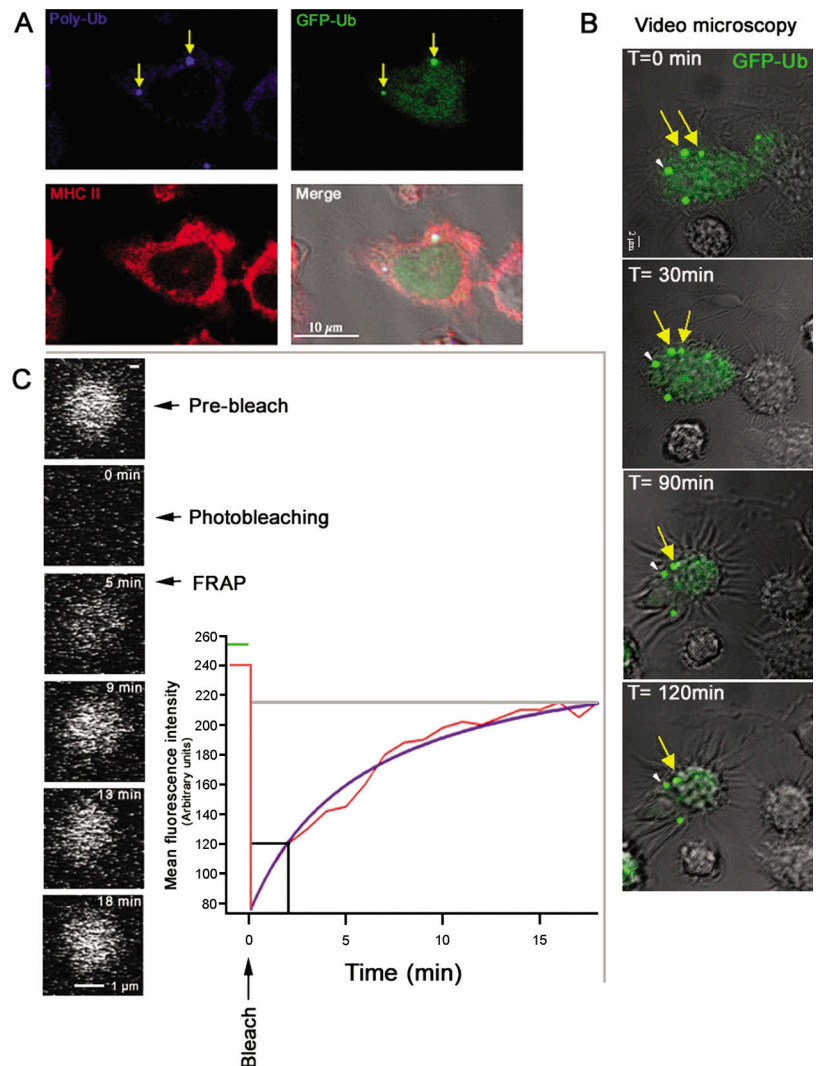 A
Poly-Ub
GFP-Ub
MHC II
Merge
10 µm
B
Video microscopy
T=0 min
GFP-Ub
2 µm
T= 30min
T= 90min
T= 120min
C
Pre-bleach
0 min
Photobleaching
5 min
FRAP
9 min
13 min
18 min
1 µm
Mean fluorescence intensity
(Arbitrary units)
260
240
220
200
180
160
140
120
100
80
0
5
10
15
Time (min)
Bleach